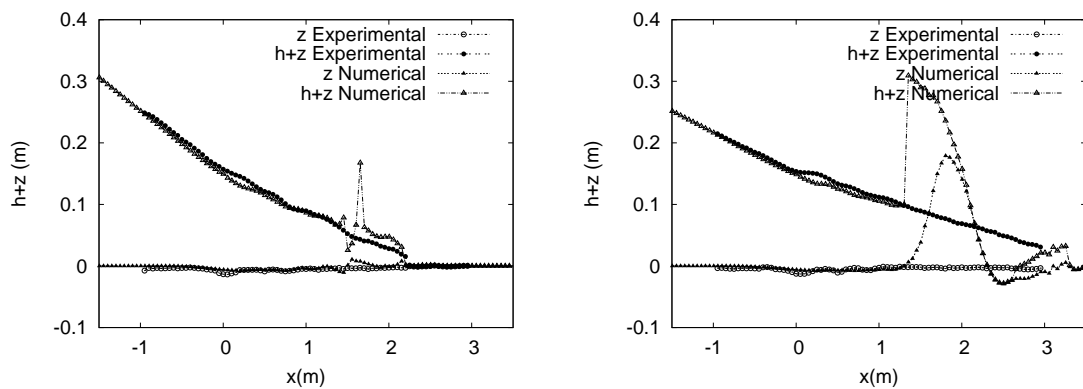 0.4
0.3
0.2
0.1
0
-0.1
h+z (m)
-1 0 1 2 3
x(m)
z Experimental
h+z Experimental
z Numerical
h+z Numerical
0.4
0.3
0.2
0.1
0
-0.1
h+z (m)
-1 0 1 2 3
x(m)
z Experimental
h+z Experimental
z Numerical
h+z Numerical